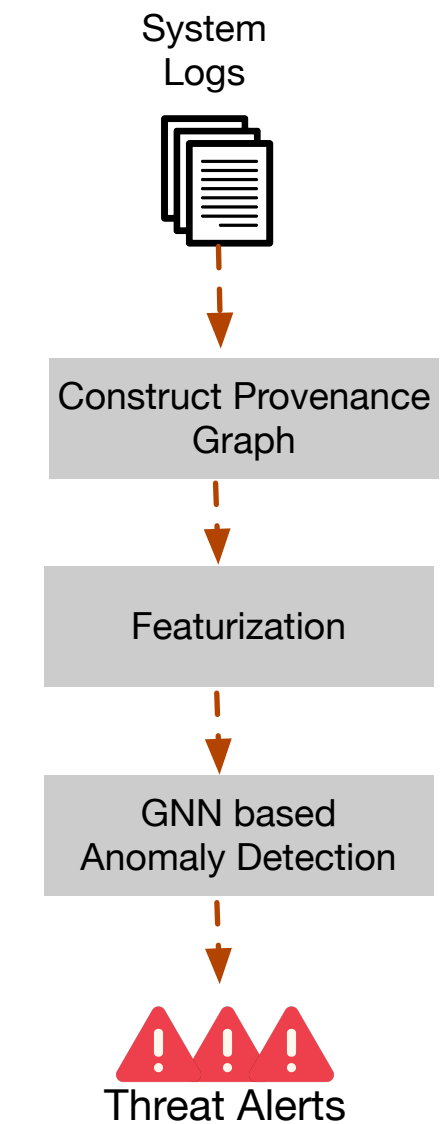 System
Logs
Construct Provenance
Graph
Featurization
GNN based
Anomaly Detection
Threat Alerts